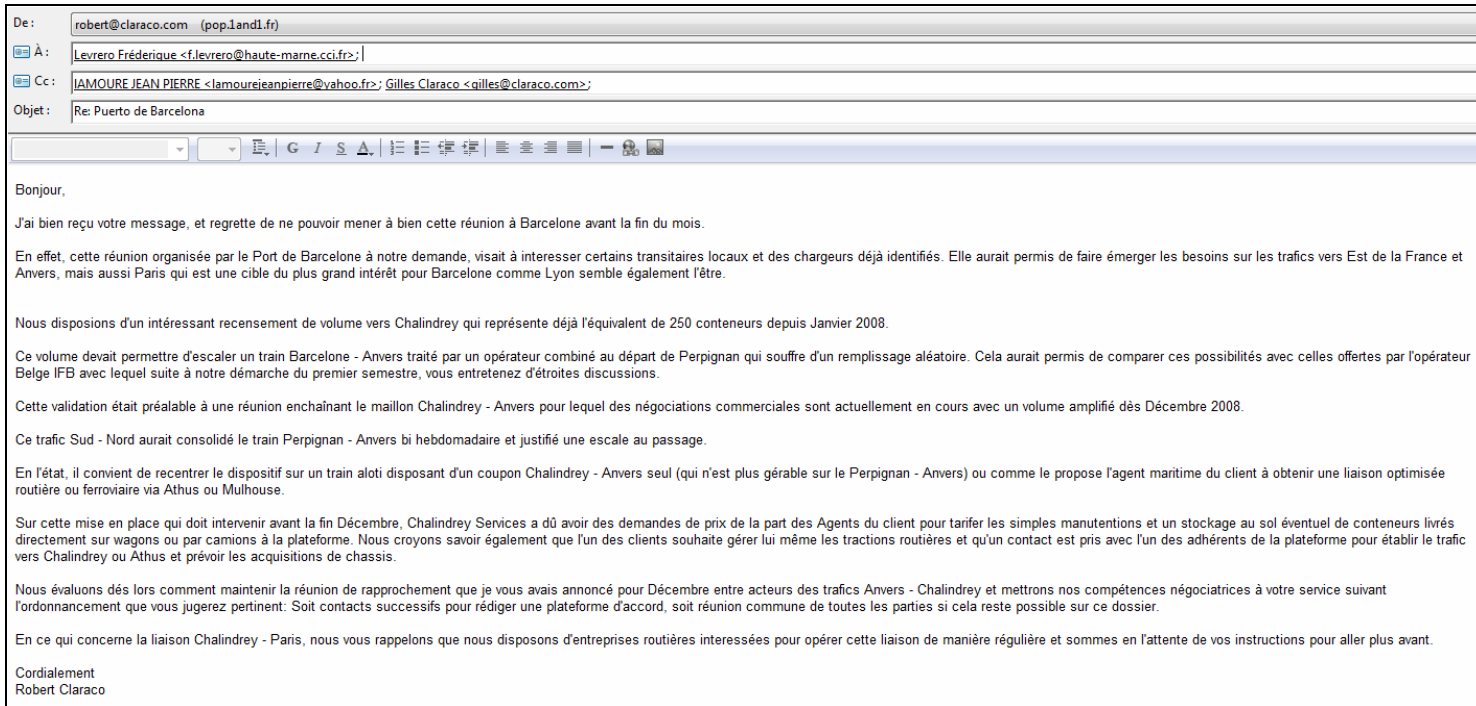 De : robert@claraco.com (pop.1and1.fr)
À : Levrero Fréderique <f.levrero@haute-marne.cci.fr>;
Cc : lAMOURE JEAN PIERRE <lamourejeanpierre@yahoo.fr>; Gilles Claraco <gilles@claraco.com>;
Objet : Re: Puerto de Barcelona
G I S A
Bonjour,
J'ai bien reçu votre message, et regrette de ne pouvoir mener à bien cette réunion à Barcelone avant la fin du mois.
En effet, cette réunion organisée par le Port de Barcelone à notre demande, visait à interesser certains transitaires locaux et des chargeurs déjà identifiés. Elle aurait permis de faire émerger les besoins sur les trafics vers Est de la France et
Anvers, mais aussi Paris qui est une cible du plus grand intérêt pour Barcelone comme Lyon semble également l'être.
Nous disposions d'un intéressant recensement de volume vers Chalindrey qui représente déjà l'équivalent de 250 conteneurs depuis Janvier 2008.
Ce volume devait permettre d'escaler un train Barcelone - Anvers traité par un opérateur combiné au départ de Perpignan qui souffre d'un remplissage aléatoire. Cela aurait permis de comparer ces possibilités avec celles offertes par l'opérateur
Belge IFB avec lequel suite à notre démarche du premier semestre, vous entretenez d'étroites discussions.
Cette validation était préalable à une réunion enchaînant le maillon Chalindrey - Anvers pour lequel des négociations commerciales sont actuellement en cours avec un volume amplifié dès Décembre 2008.
Ce trafic Sud - Nord aurait consolidé le train Perpignan - Anvers bi hebdomadaire et justifié une escale au passage.
En l'état, il convient de recentrer le dispositif sur un train aloti disposant d'un coupon Chalindrey - Anvers seul (qui n'est plus gérable sur le Perpignan - Anvers) ou comme le propose l'agent maritime du client à obtenir une liaison optimisée
routière ou ferroviaire via Athus ou Mulhouse.
Sur cette mise en place qui doit intervenir avant la fin Décembre, Chalindrey Services a dû avoir des demandes de prix de la part des Agents du client pour tarifer les simples manutentions et un stockage au sol éventuel de conteneurs livrés
directement sur wagons ou par camions à la plateforme. Nous croyons savoir également que l'un des clients souhaite gérer lui même les tractions routières et qu'un contact est pris avec l'un des adhérents de la plateforme pour établir le trafic
vers Chalindrey ou Athus et prévoir les acquisitions de chassis.
Nous évaluons dés lors comment maintenir la réunion de rapprochement que je vous avais annoncé pour Décembre entre acteurs des trafics Anvers - Chalindrey et mettrons nos compétences négociatrices à votre service suivant
l'ordonnancement que vous jugerez pertinent: Soit contacts successifs pour rédiger une plateforme d'accord, soit réunion commune de toutes les parties si cela reste possible sur ce dossier.
En ce qui concerne la liaison Chalindrey - Paris, nous vous rappelons que nous disposons d'entreprises routières interessées pour opérer cette liaison de manière régulière et sommes en l'attente de vos instructions pour aller plus avant.
Cordialement
Robert Claraco